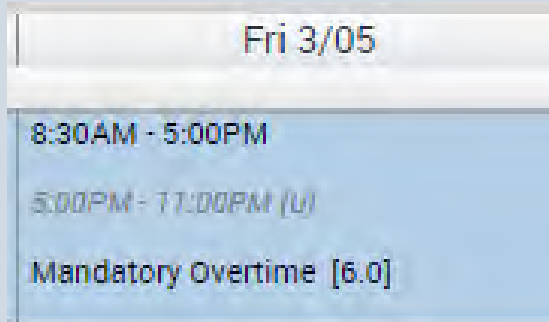 Fri 3/05
8:30AM - 5:00PM
5:00PM - 11:00PM (U)
Mandatory Overtime [6.0]